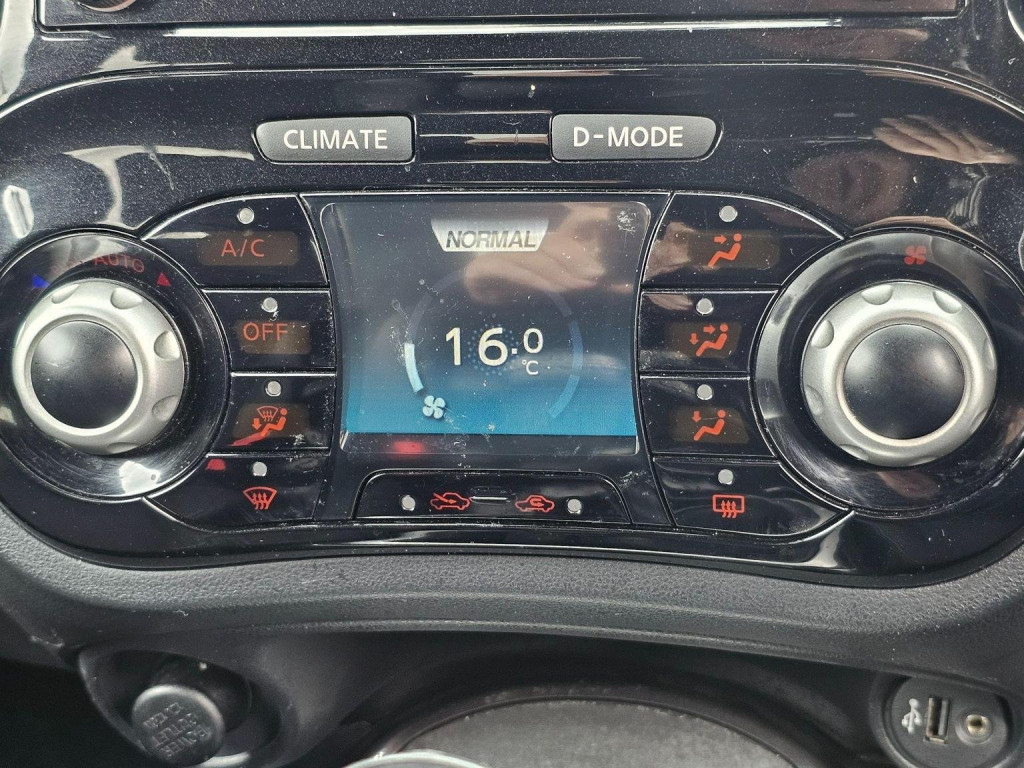 CLIMATE
D-MODE
NORMAL
A/C
AUTO
OFF
16.0
°C